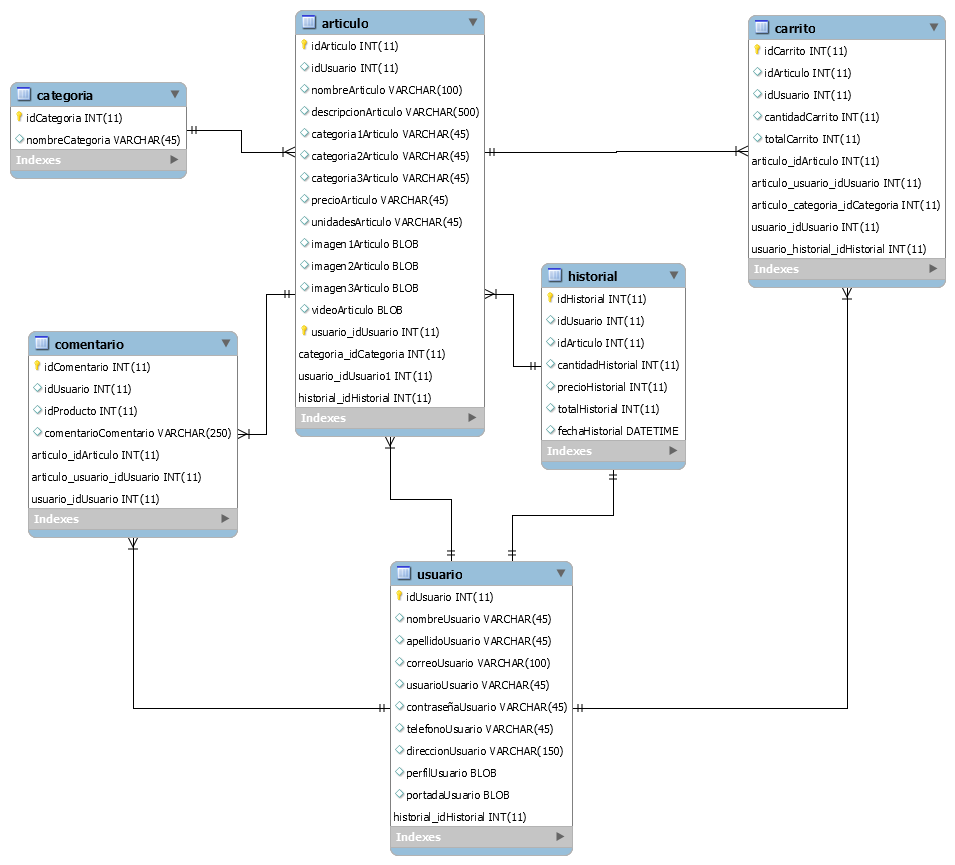 categoria
idCategoria INT(11)
nombreCategoria VARCHAR(45)
Indexes
articulo
idArticulo INT(11)
idUsuario INT(11)
nombreArticulo VARCHAR(100)
descripcionArticulo VARCHAR(500)
categoria1Articulo VARCHAR(45)
categoria2Articulo VARCHAR(45)
categoria3Articulo VARCHAR(45)
precioArticulo VARCHAR(45)
unidadesArticulo VARCHAR(45)
imagen1Articulo BLOB
imagen2Articulo BLOB
imagen3Articulo BLOB
videoArticulo BLOB
usuario_idUsuario INT(11)
categoria_idCategoria INT(11)
usuario_idUsuario1 INT(11)
historial_idHistorial INT(11)
Indexes
carrito
idCarrito INT(11)
idArticulo INT(11)
idUsuario INT(11)
cantidadCarrito INT(11)
totalCarrito INT(11)
articulo_idArticulo INT(11)
articulo_usuario_idUsuario INT(11)
articulo_categoria_idCategoria INT(11)
usuario_idUsuario INT(11)
usuario_historial_idHistorial INT(11)
Indexes
historial
idHistorial INT(11)
idUsuario INT(11)
idArticulo INT(11)
cantidadHistorial INT(11)
precioHistorial INT(11)
totalHistorial INT(11)
fechaHistorial DATETIME
Indexes
comentario
idComentario INT(11)
idUsuario INT(11)
idProducto INT(11)
comentarioComentario VARCHAR(250)
articulo_idArticulo INT(11)
articulo_usuario_idUsuario INT(11)
usuario_idUsuario INT(11)
Indexes
usuario
idUsuario INT(11)
nombreUsuario VARCHAR(45)
apellidoUsuario VARCHAR(45)
correoUsuario VARCHAR(100)
usuarioUsuario VARCHAR(45)
contraseñaUsuario VARCHAR(45)
telefonoUsuario VARCHAR(45)
direccionUsuario VARCHAR(150)
perfilUsuario BLOB
portadaUsuario BLOB
historial_idHistorial INT(11)
Indexes